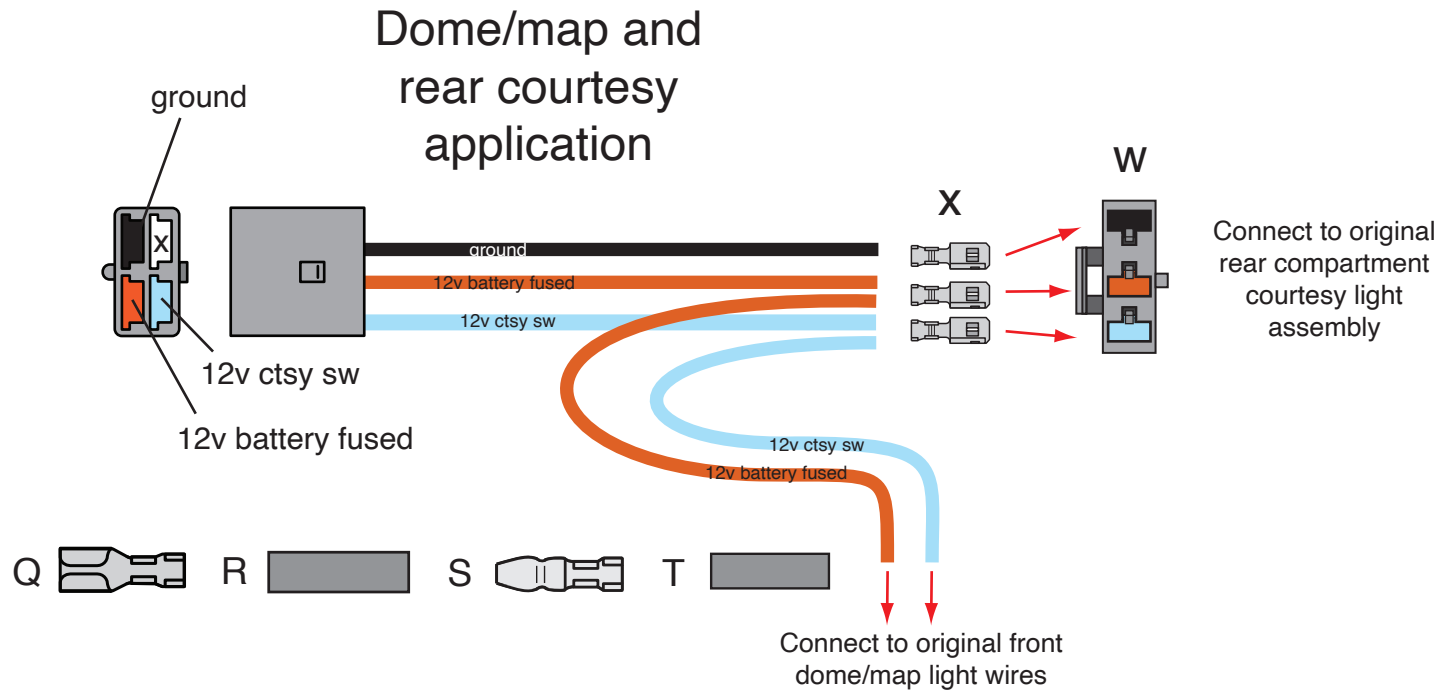 Dome/map and
rear courtesy
application
ground
W
X
X
ground
12v battery fused
12v ctsy sw
Connect to original
rear compartment
courtesy light
assembly
12v ctsy sw
12v battery fused
12v ctsy sw
12v battery fused
Q
R
S
T
Connect to original front
dome/map light wires